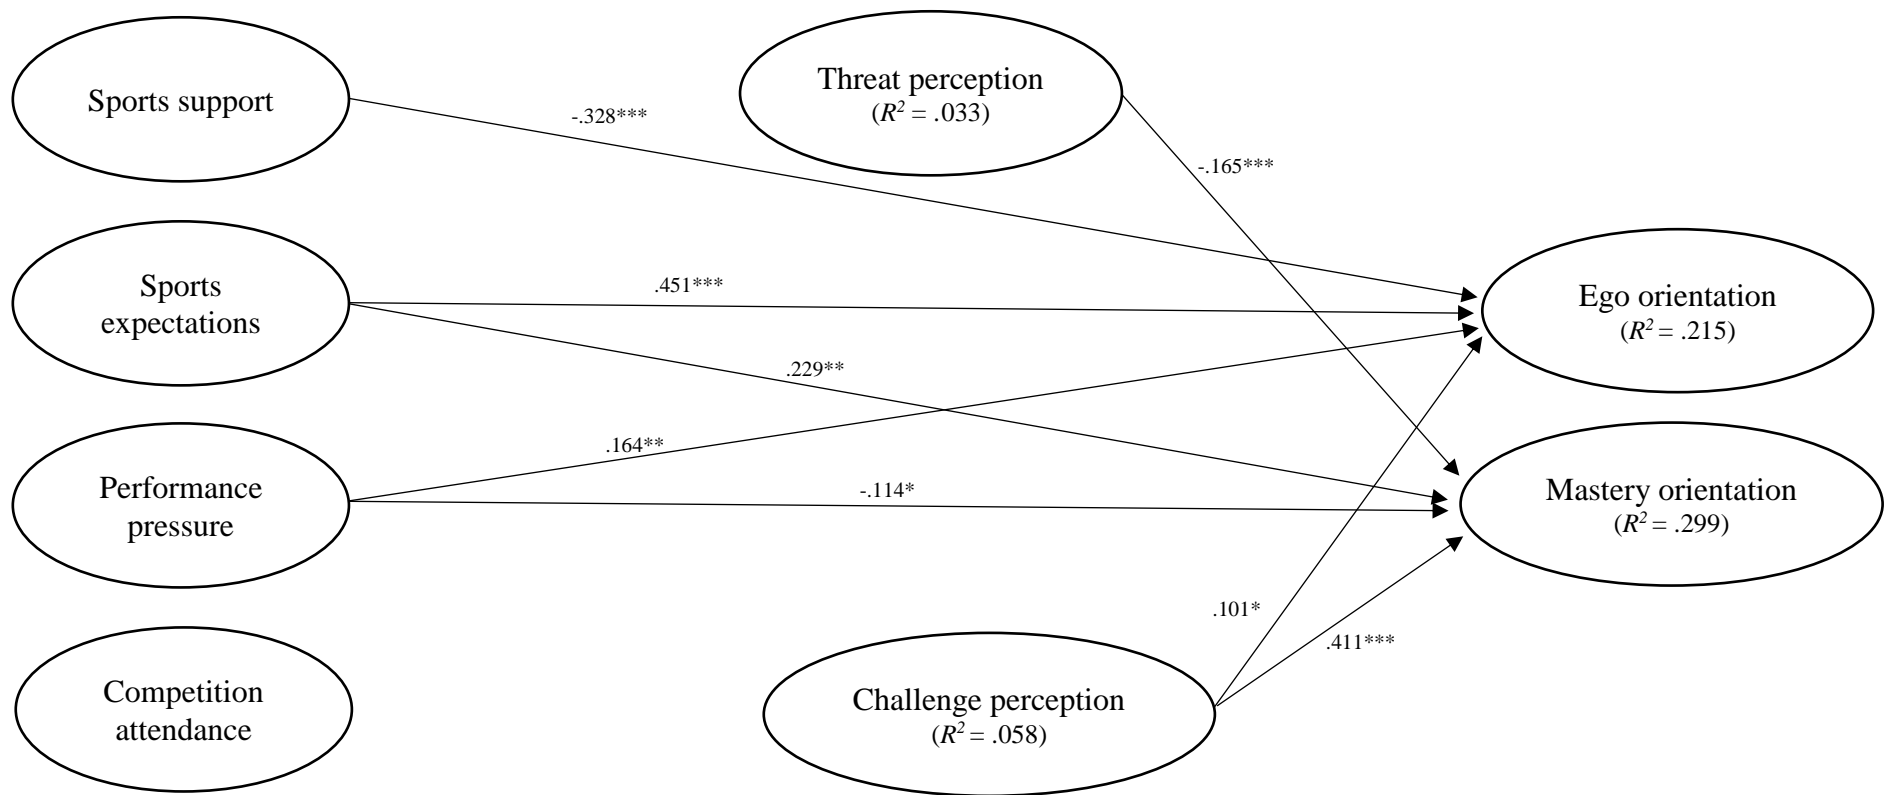 Sports support
Threat perception
(R² = .033)
-.328***
-.165***
Sports
expectations
.451***
Ego orientation
(R² = .215)
.229**
.164**
Performance
pressure
-.114*
Mastery orientation
(R² = .299)
.101*
.411***
Competition
attendance
Challenge perception
(R² = .058)